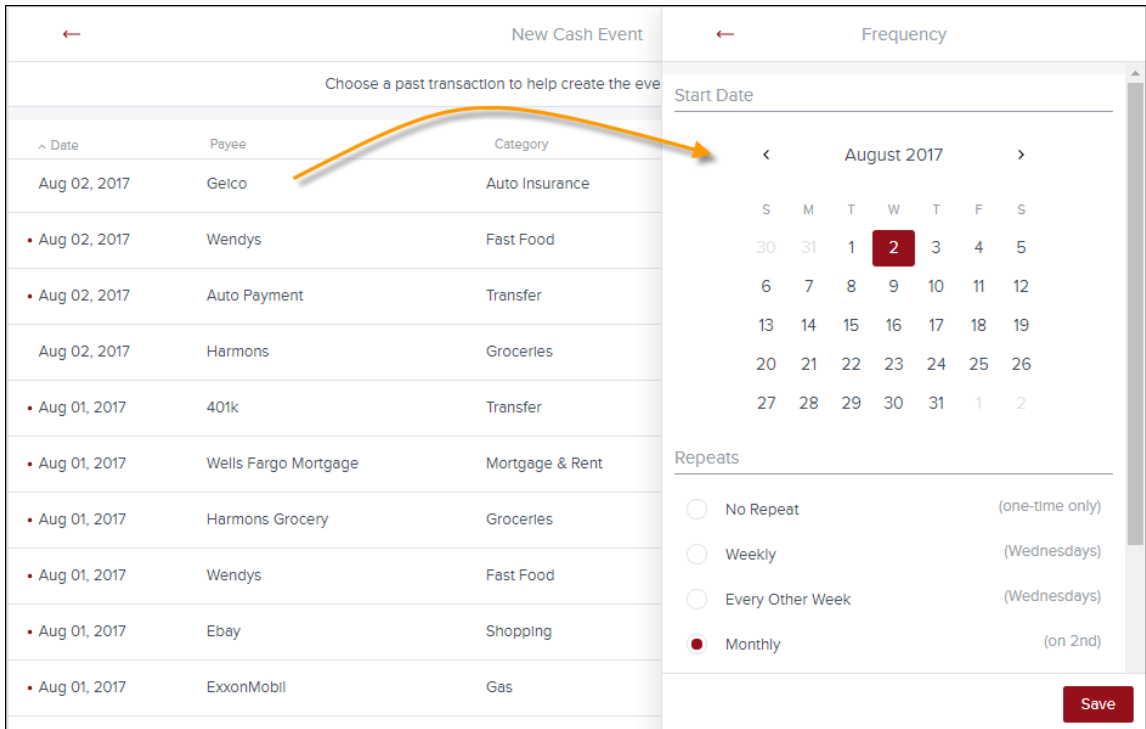 ← New Cash Event
Choose a past transaction to help create the eve
^ Date Payee Category
Aug 02, 2017 Geico Auto Insurance
• Aug 02, 2017 Wendys Fast Food
• Aug 02, 2017 Auto Payment Transfer
Aug 02, 2017 Harmons Groceries
• Aug 01, 2017 401k Transfer
• Aug 01, 2017 Wells Fargo Mortgage Mortgage & Rent
• Aug 01, 2017 Harmons Grocery Groceries
• Aug 01, 2017 Wendys Fast Food
• Aug 01, 2017 Ebay Shopping
• Aug 01, 2017 ExxonMobil Gas
← Frequency
Start Date
‹ August 2017 ›
S M T W T F S
30 31 1 2 3 4 5
6 7 8 9 10 11 12
13 14 15 16 17 18 19
20 21 22 23 24 25 26
27 28 29 30 31 1 2
Repeats
No Repeat (one-time only)
Weekly (Wednesdays)
Every Other Week (Wednesdays)
Monthly (on 2nd)
Save